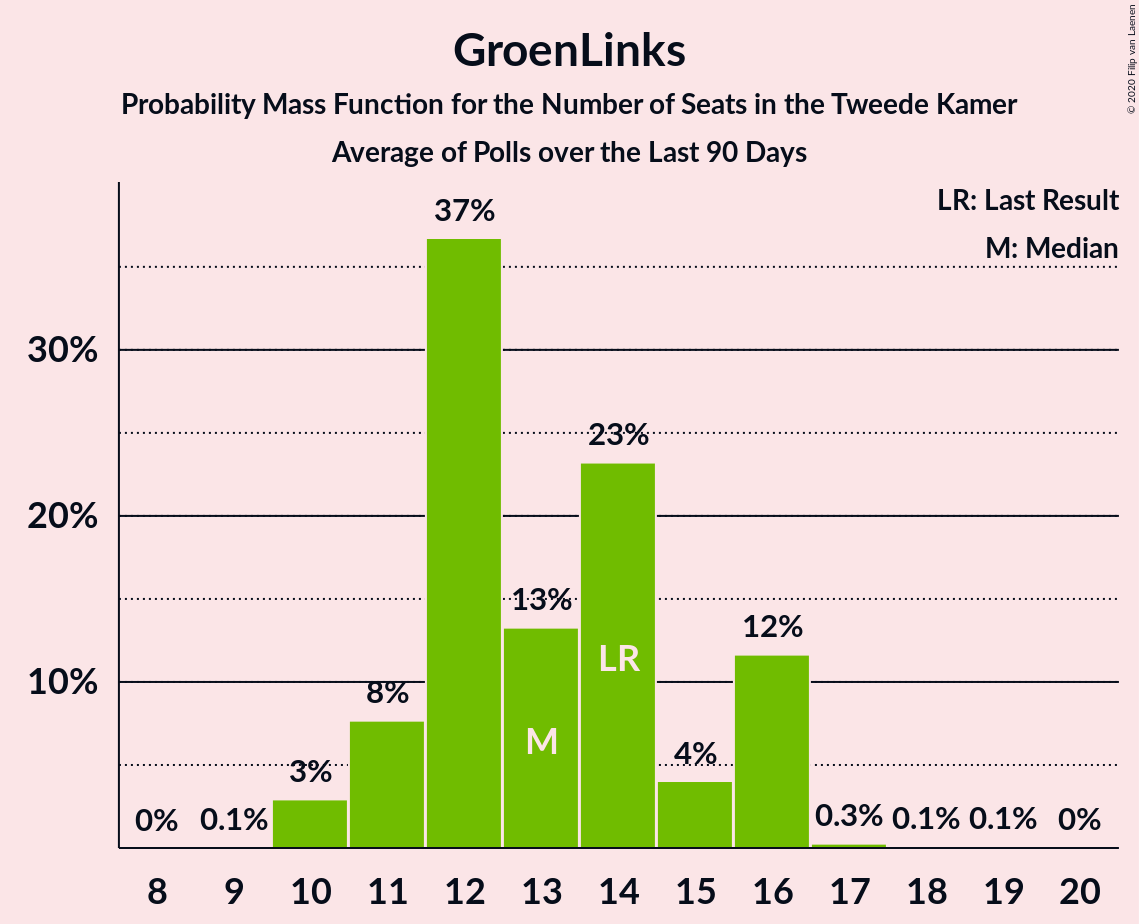 GroenLinks
Probability Mass Function for the Number of Seats in the Tweede Kamer
Average of Polls over the Last 90 Days
© 2020 Filip van Laenen
LR: Last Result
M: Median
37%
30%
23%
20%
13%
12%
LR
10%
8%
M
4%
3%
0% 0.1% 0.3% 0.1% 0.1% 0%
8 9 10 11 12 13 14 15 16 17 18 19 20